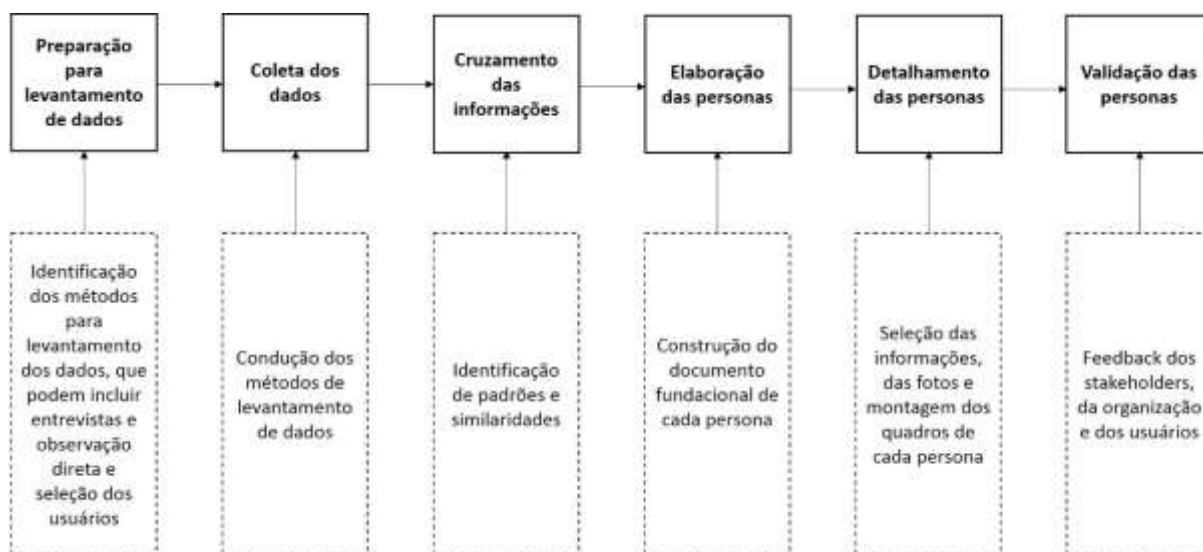 Preparação
para
levantamento
de dados
Coleta dos
dados
Cruzamento
das
informações
Elaboração
das personas
Detalhamento
das personas
Validação das
personas
Identificação
dos métodos
para
levantamento
dos dados, que
podem incluir
entrevistas e
observação
direta e
seleção dos
usuários
Condução dos
métodos de
levantamento
de dados
Identificação
de padrões e
similaridades
Construção do
documento
fundacional de
cada persona
Seleção das
informações,
das fotos e
montagem dos
quadros de
cada persona
Feedback dos
stakeholders,
da organização
e dos usuários